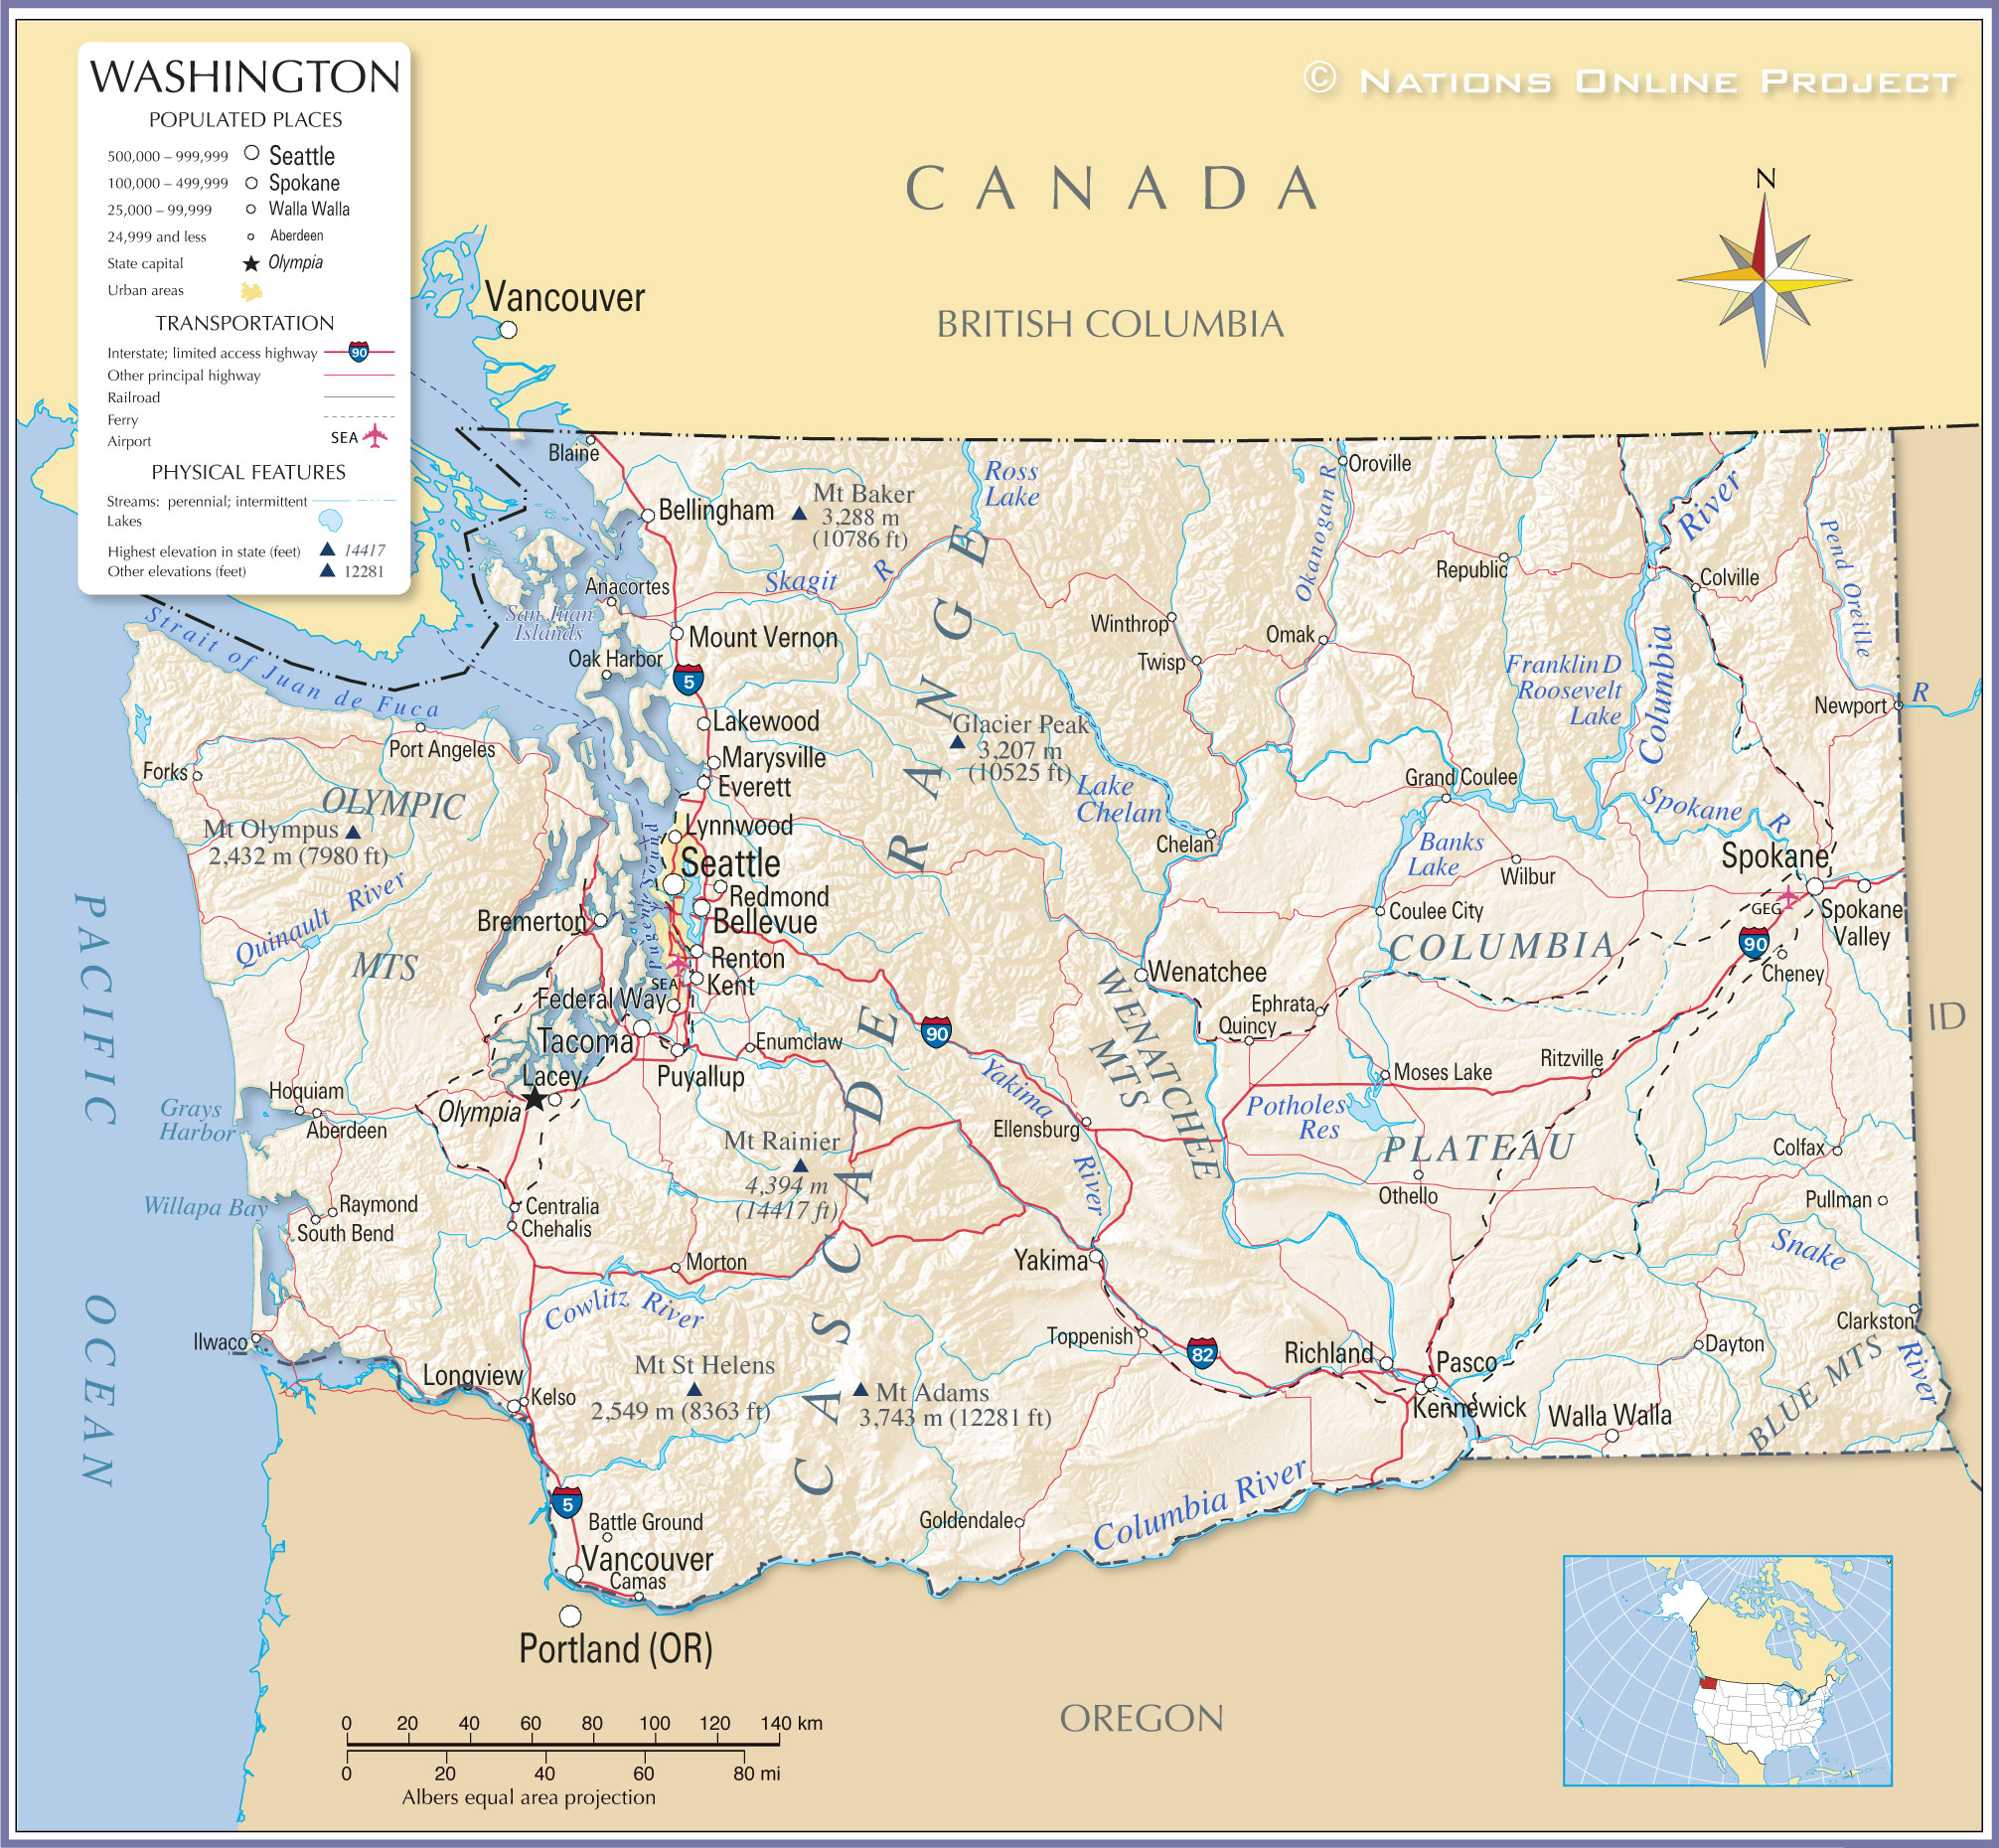 WASHINGTON
POPULATED PLACES
500,000 – 999,999 Seattle
100,000 – 499,999 Spokane
25,000 – 99,999 Walla Walla
24,999 and less Aberdeen
State capital Olympia
Urban areas
TRANSPORTATION
Interstate; limited access highway 90
Other principal highway
Railroad
Ferry
Airport SEA
PHYSICAL FEATURES
Streams: perennial; intermittent
Lakes
Highest elevation in state (feet) 14417
Other elevations (feet) 12281
© NATIONS ONLINE PROJECT
CANADA
BRITISH COLUMBIA
N
Vancouver
Blaine
Bellingham
Mt Baker
3,288 m
(10786 ft)
Ross
Lake
Okanogan R
Oroville
Columbia River
Pend Oreille
R
Skagit R
Anacortes
San Juan
Islands
Strait of Juan de Fuca
Mount Vernon
Oak Harbor
5
Winthrop
Twisp
Omak
Republic
Colville
Franklin D
Roosevelt
Lake
Newport
Lakewood
Marysville
Everett
Port Angeles
Forks
OLYMPIC
MTS
Mt Olympus
2,432 m (7980 ft)
Quinault River
Glacier Peak
3,207 m
(10525 ft)
Lake
Chelan
Chelan
Grand Coulee
Banks
Lake
Spokane R
Wilbur
Spokane
GEG
Spokane
Valley
90
Cheney
Coulee City
COLUMBIA
PLATEAU
Lynnwood
Seattle
Redmond
Bellevue
Puget Sound
Bremerton
Renton
SEA
Kent
Federal Way
Tacoma
Enumclaw
Puyallup
Lacey
Olympia
90
CASCADE RANGE
WENATCHEE
MTS
Wenatchee
Ephrata
Quincy
Moses Lake
Ritzville
Potholes
Res
ID
PACIFIC OCEAN
Grays
Harbor
Hoquiam
Aberdeen
Willapa Bay
Raymond
South Bend
Centralia
Chehalis
Mt Rainier
4,394 m
(14417 ft)
Yakima River
Ellensburg
Othello
Colfax
Pullman
Snake River
Morton
Cowlitz River
Yakima
Ilwaco
Longview
Kelso
Mt St Helens
2,549 m (8363 ft)
Mt Adams
3,743 m (12281 ft)
Toppenish
82
Richland
Pasco
Kennewick
Walla Walla
Dayton
Clarkston
BLUE MTS
5
Battle Ground
Vancouver
Camas
Goldendale
Columbia River
Portland (OR)
OREGON
0 20 40 60 80 100 120 140 km
0 20 40 60 80 mi
Albers equal area projection